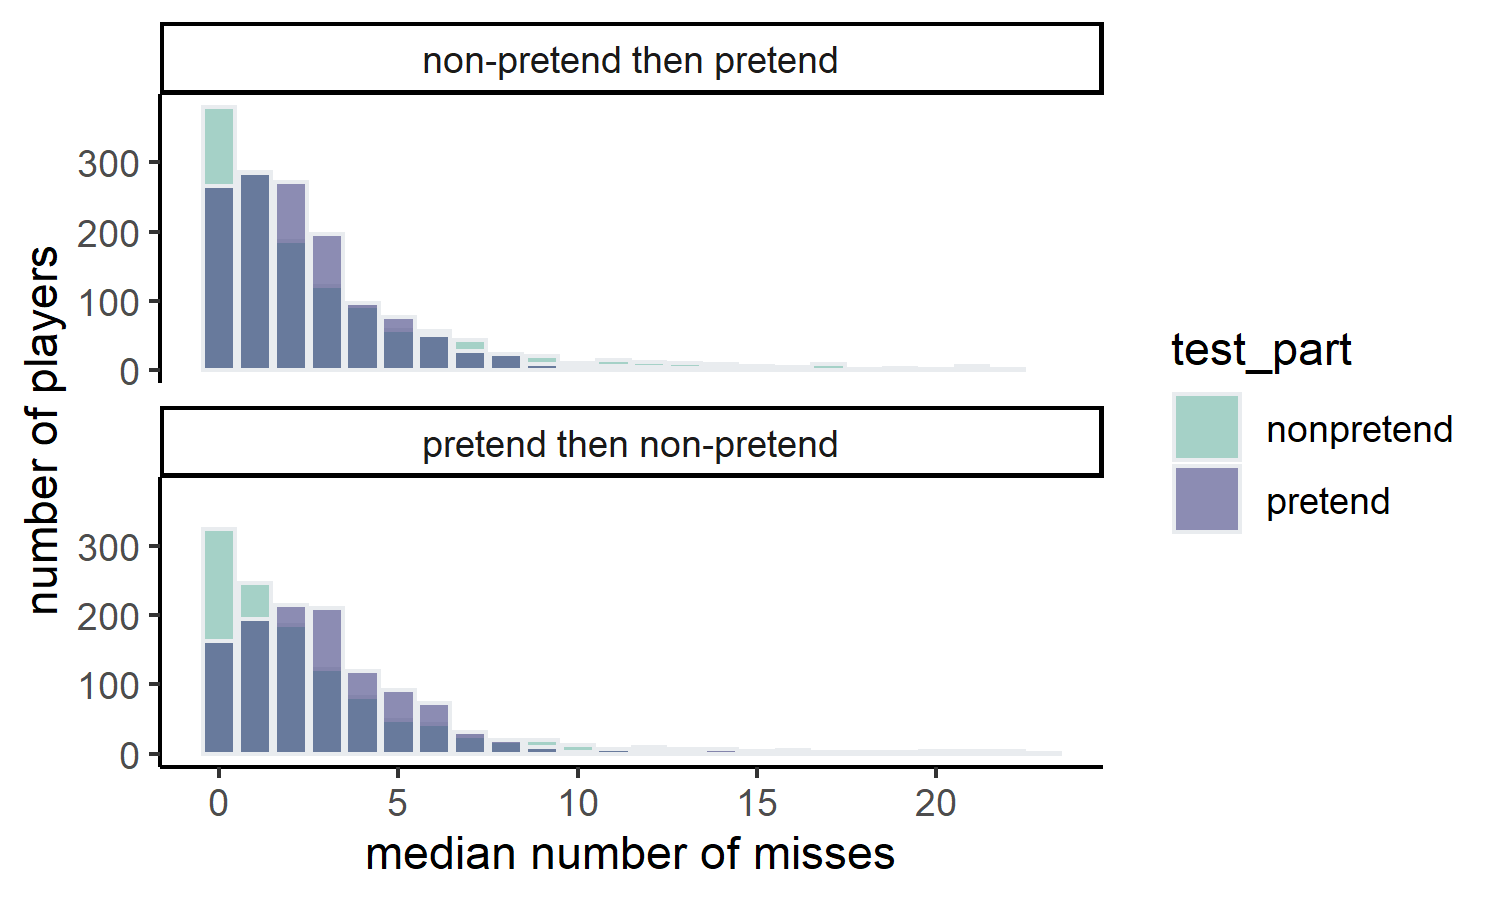 non-pretend then pretend
300
200
100
0
number of players
pretend then non-pretend
300
200
100
0
0 5 10 15 20
median number of misses
test_part
nonpretend
pretend